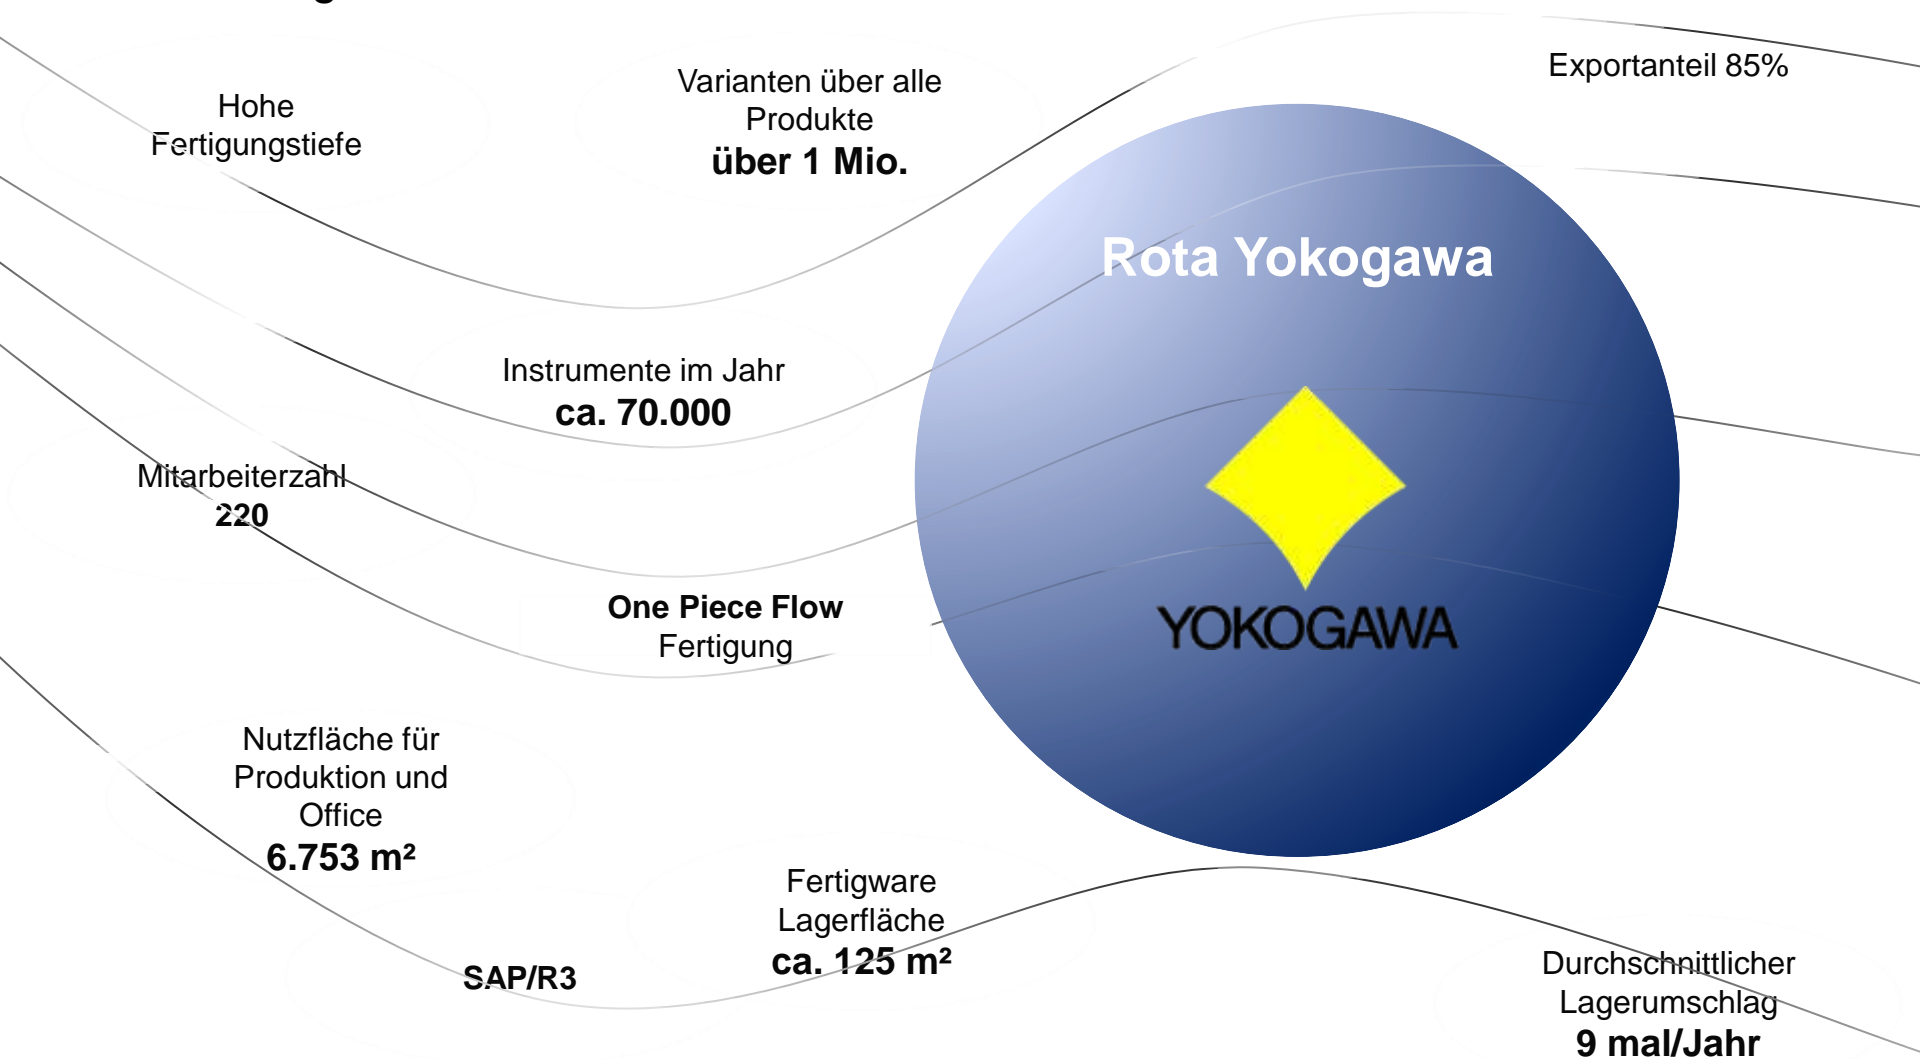 Hohe
Fertigungstiefe
Varianten über alle
Produkte
über 1 Mio.
Exportanteil 85%
Rota Yokogawa
Instrumente im Jahr
ca. 70.000
Mitarbeiterzahl
220
One Piece Flow
Fertigung
YOKOGAWA
Nutzfläche für
Produktion und
Office
6.753 m²
Fertigware
Lagerfläche
ca. 125 m²
SAP/R3
Durchschnittlicher
Lagerumschlag
9 mal/Jahr